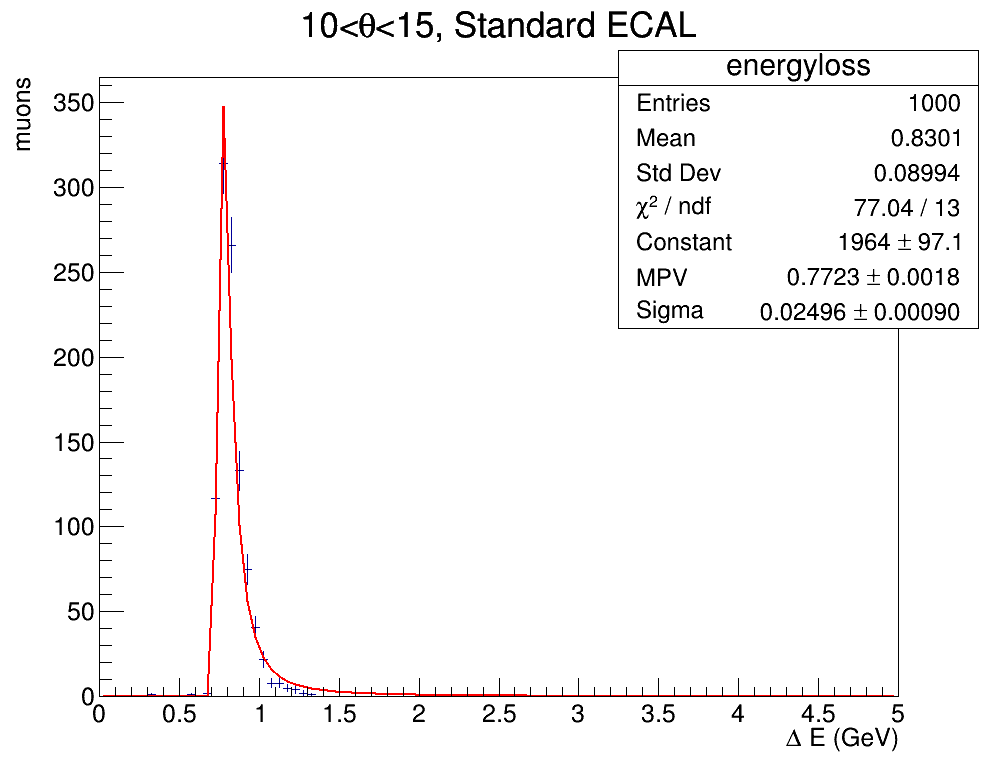 10<θ<15, Standard ECAL
energyloss
Entries 1000
Mean 0.8301
Std Dev 0.08994
χ² / ndf 77.04 / 13
Constant 1964 ± 97.1
MPV 0.7723 ± 0.0018
Sigma 0.02496 ± 0.00090
muons
350
300
250
200
150
100
50
0
0 0.5 1 1.5 2 2.5 3 3.5 4 4.5 5
Δ E (GeV)